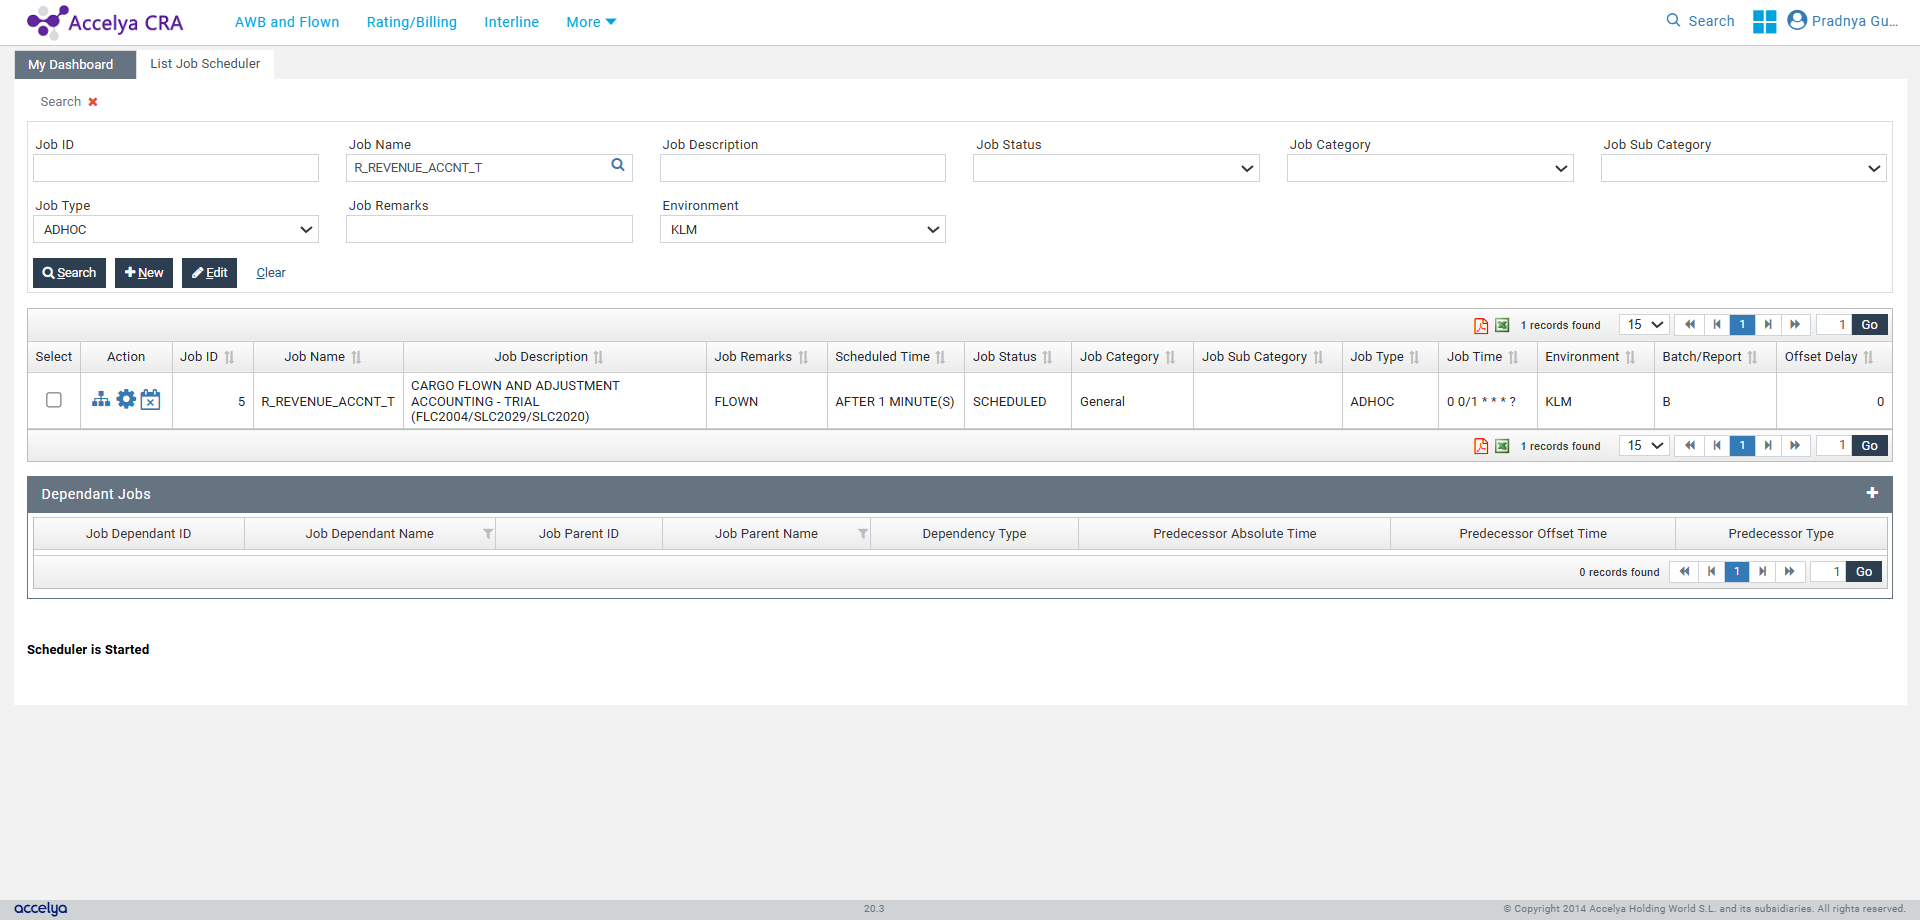 Accelya CRA
AWB and Flown Rating/Billing Interline More
Search Pradnya Gu...
My Dashboard List Job Scheduler
Search
Job ID Job Name Job Description Job Status Job Category Job Sub Category
R_REVENUE_ACCNT_T
Job Type Job Remarks Environment
ADHOC KLM
Search New Edit Clear
1 records found 15 1 1 Go
Select Action Job ID Job Name Job Description Job Remarks Scheduled Time Job Status Job Category Job Sub Category Job Type Job Time Environment Batch/Report Offset Delay
CARGO FLOWN AND ADJUSTMENT
5 R_REVENUE_ACCNT_T ACCOUNTING - TRIAL FLOWN AFTER 1 MINUTE(S) SCHEDULED General ADHOC 0 0/1 * * * ? KLM B 0
(FLC2004/SLC2029/SLC2020)
1 records found 15 1 1 Go
Dependant Jobs
Job Dependant ID Job Dependant Name Job Parent ID Job Parent Name Dependency Type Predecessor Absolute Time Predecessor Offset Time Predecessor Type
0 records found 1 1 Go
Scheduler is Started
accelya 20.3 © Copyright 2014 Accelya Holding World S.L. and its subsidiaries. All rights reserved.